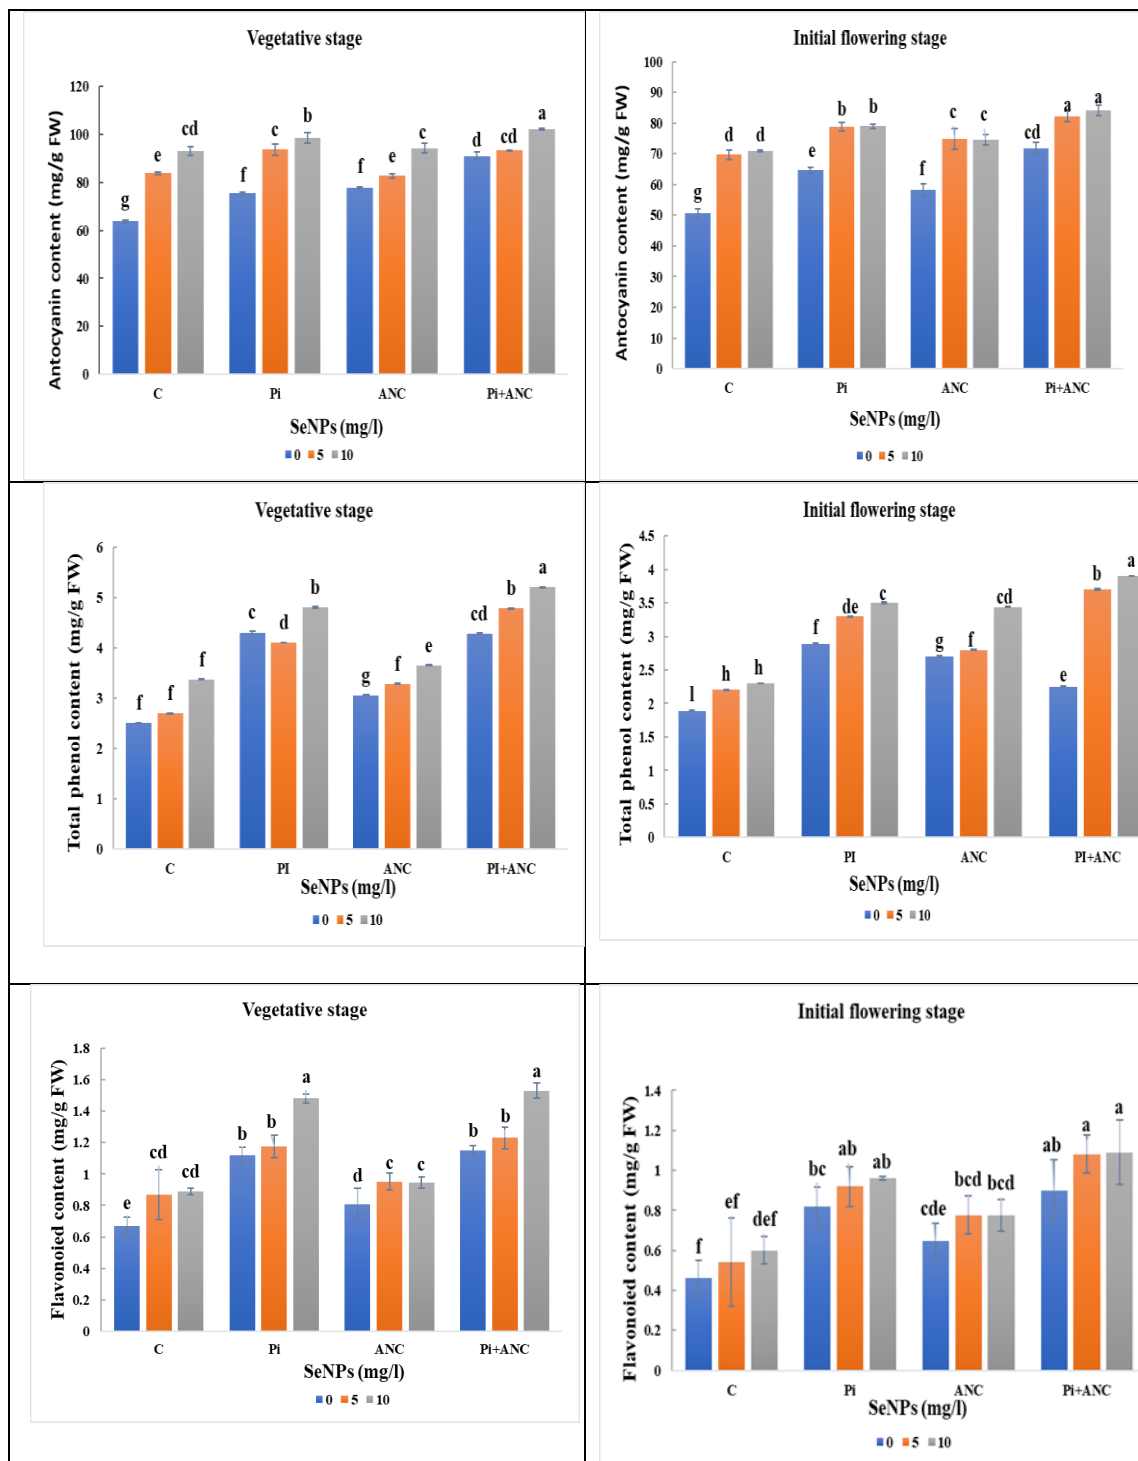 Vegetative stage
Antocyanin content (mg/g FW)
120
100
80
60
40
20
0
g
e
cd
f
c
b
f
e
c
d
cd
a
C
Pi
ANC
Pi+ANC
SeNPs (mg/l)
0 5 10
Initial flowering stage
Antocyanin content (mg/g FW)
100
90
80
70
60
50
40
30
20
10
0
g
d
d
e
b
b
f
c
c
cd
a
a
C
Pi
ANC
Pi+ANC
SeNPs (mg/l)
0 5 10
Vegetative stage
Total phenol content (mg/g FW)
6
5
4
3
2
1
0
f
f
f
c
d
b
g
f
e
cd
b
a
C
PI
ANC
PI+ANC
SeNPs (mg/l)
0 5 10
Initial flowering stage
Total phenol content (mg/g FW)
4.5
4
3.5
3
2.5
2
1.5
1
0.5
0
l
h
h
f
de
c
g
f
cd
e
b
a
C
PI
ANC
PI+ANC
SeNPs (mg/l)
0 5 10
Vegetative stage
Flavonoied content (mg/g FW)
1.8
1.6
1.4
1.2
1
0.8
0.6
0.4
0.2
0
e
cd
cd
b
b
a
d
c
c
b
b
a
C
Pi
ANC
Pi+ANC
SeNPs (mg/l)
0 5 10
Initial flowering stage
Flavonoied content (mg/g FW)
1.4
1.2
1
0.8
0.6
0.4
0.2
0
f
ef
def
bc
ab
ab
cde
bcd
bcd
ab
a
a
C
Pi
ANC
Pi+ANC
SeNPs (mg/l)
0 5 10